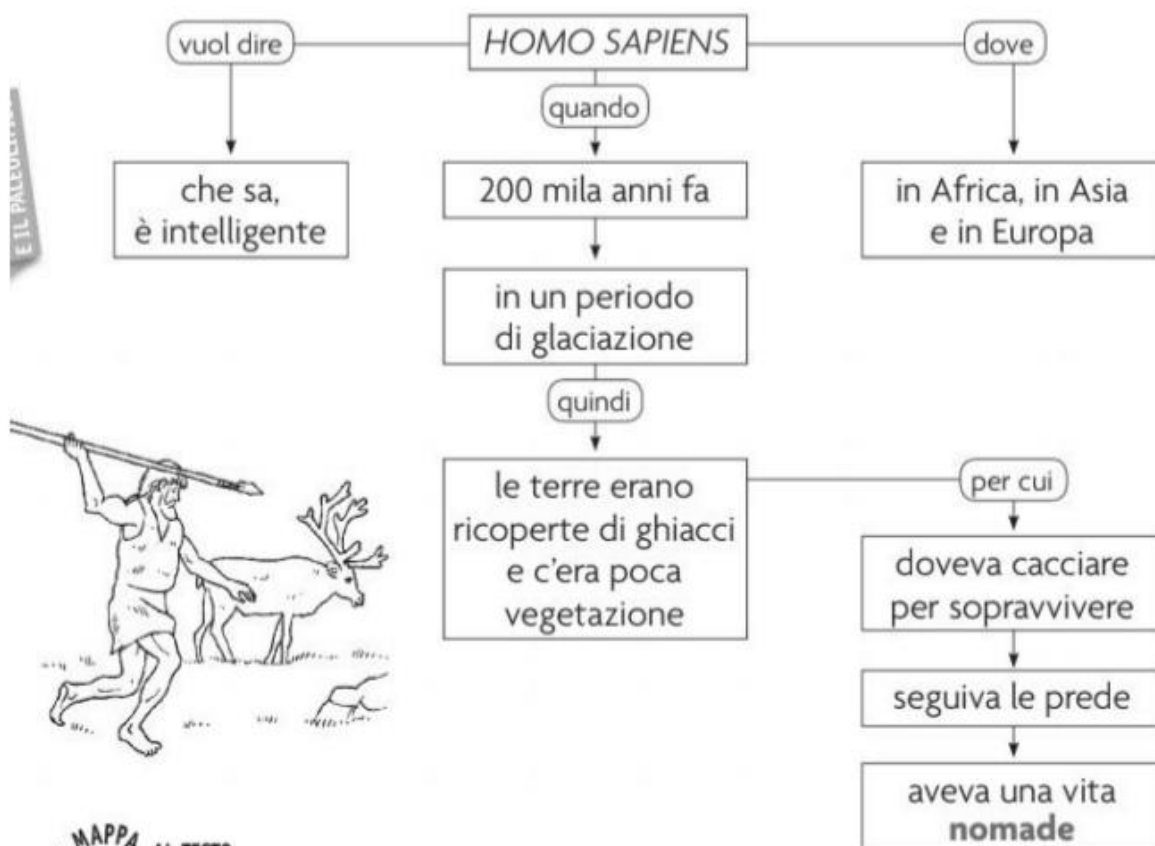 vuol dire
HOMO SAPIENS
dove
quando
che sa,
è intelligente
200 mila anni fa
in Africa, in Asia
e in Europa
in un periodo
di glaciazione
quindi
le terre erano
ricoperte di ghiacci
e c'era poca
vegetazione
per cui
doveva cacciare
per sopravvivere
seguiva le prede
aveva una vita
nomade
E IL
MAPPA